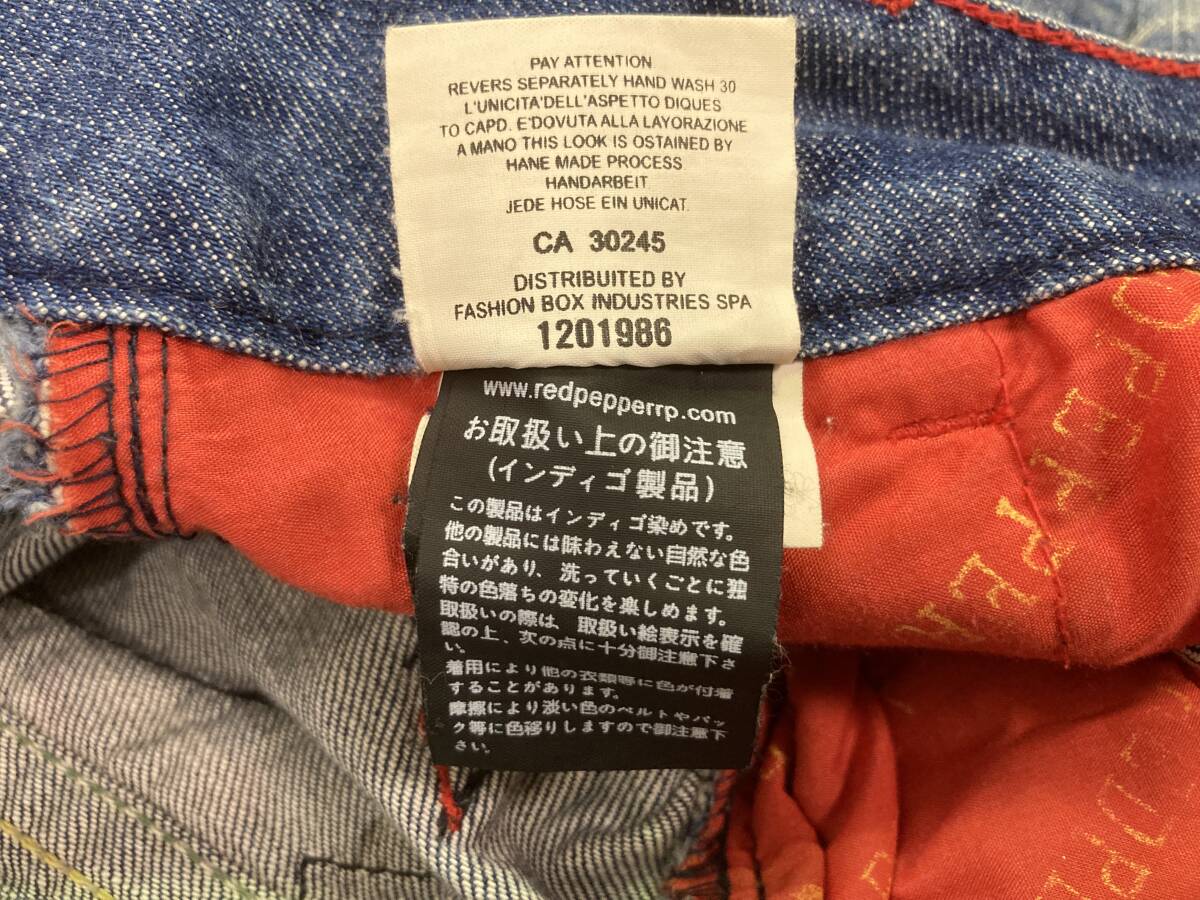 PAY ATTENTION
REVERS SEPARATELY HAND WASH 30
L'UNICITA'DELL'ASPETTO DIQUES
TO CAPD. E'DOVUTA ALLA LAYORAZIONE
A MANO THIS LOOK IS OSTAINED BY
HANE MADE PROCESS.
HANDARBEIT
JEDE HOSE EIN UNICAT.
CA 30245
DISTRIBUITED BY
FASHION BOX INDUSTRIES SPA
1201986
www.redpepperrp.com
お取扱い上の御注意
(インディゴ製品)
この製品はインディゴ染めです。
他の製品には味わえない自然な色
合いがあり、洗っていくごとに独
特の色落ちの変化を楽しめます。
取扱いの際は、取扱い絵表示を確
認の上、次の点に十分御注意下さ
い。
着用により他の衣類等に色が付着
することがあります。
摩擦により淡い色のベルトやバッ
ク等に色移りしますので御注意下
さい。